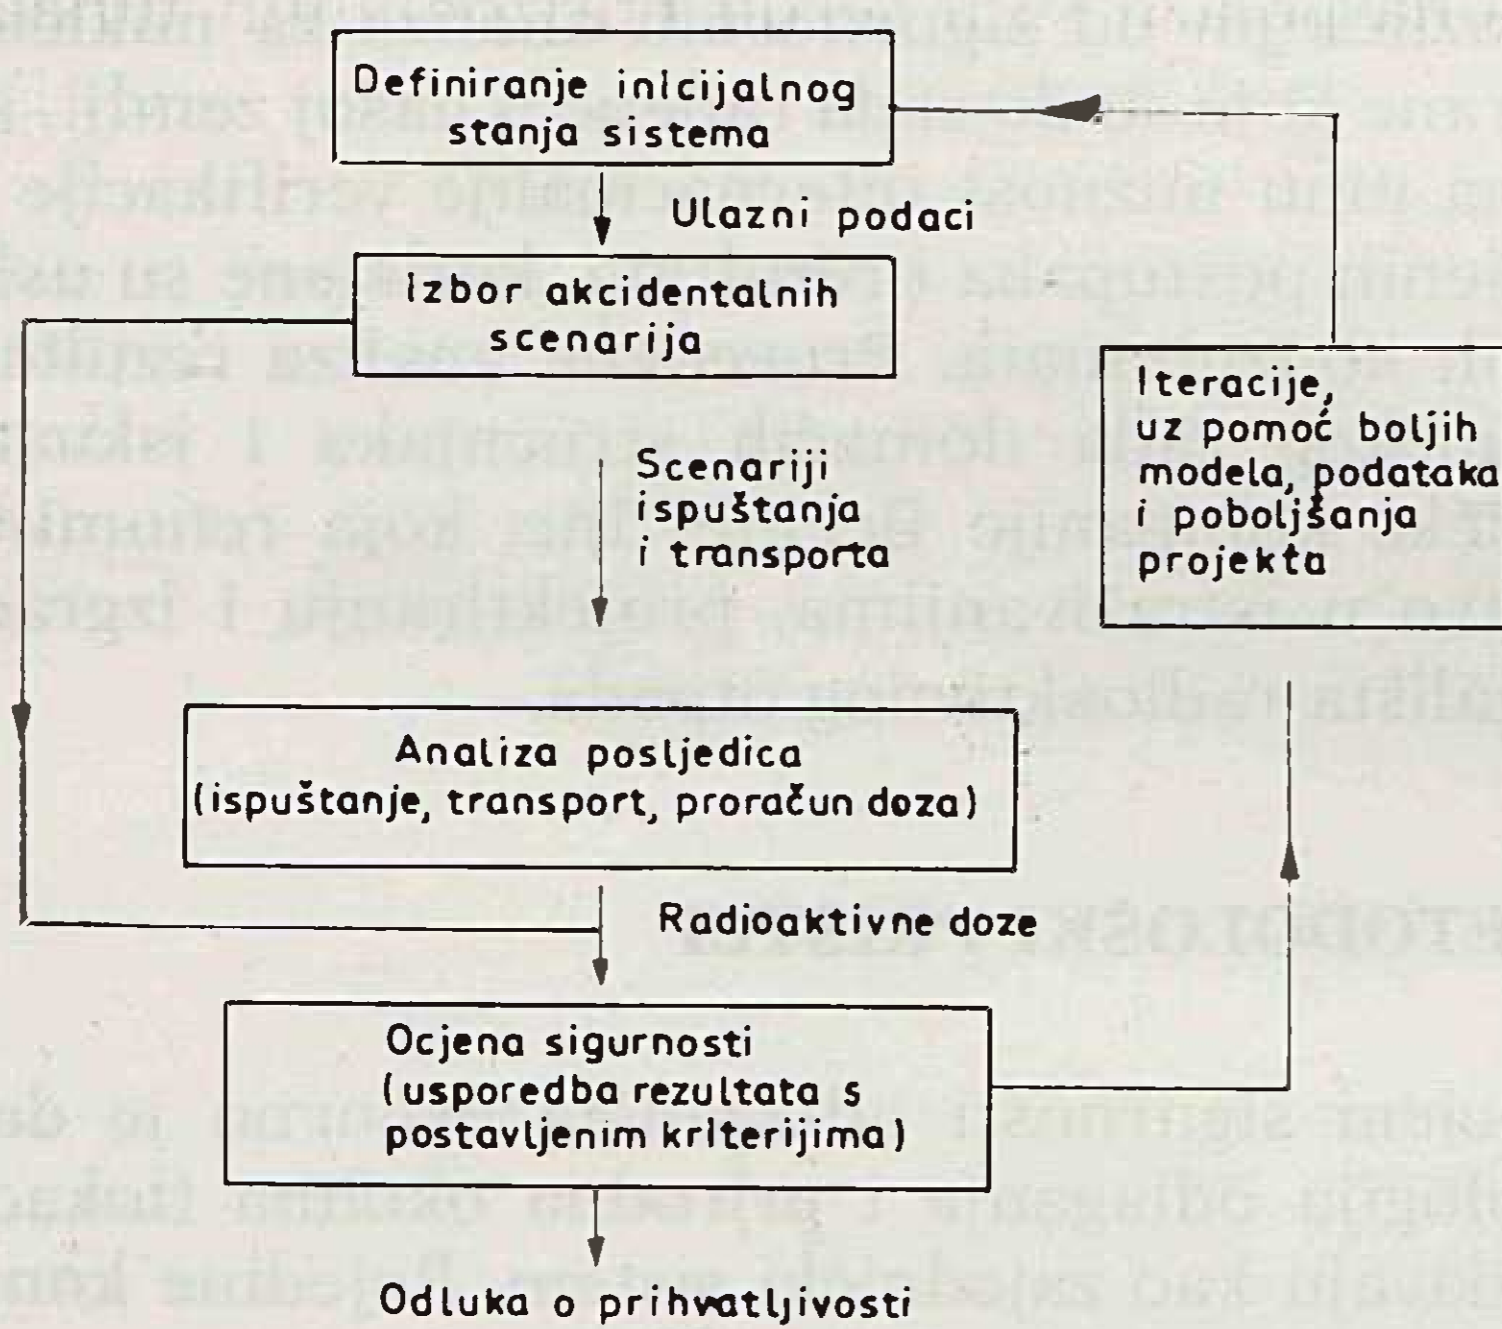 Definiranje inicijalnog
stanja sistema
Ulazni podaci
Izbor akcidentalnih
scenarija
Iteracije,
uz pomoć boljih
modela, podataka
i poboljšanja
projekta
Scenariji
ispuštanja
i transporta
Analiza posljedica
(ispuštanje, transport, proračun doza)
Radioaktivne doze
Ocjena sigurnosti
(usporedba rezultata s
postavljenim kriterijima)
Odluka o prihvatljivosti